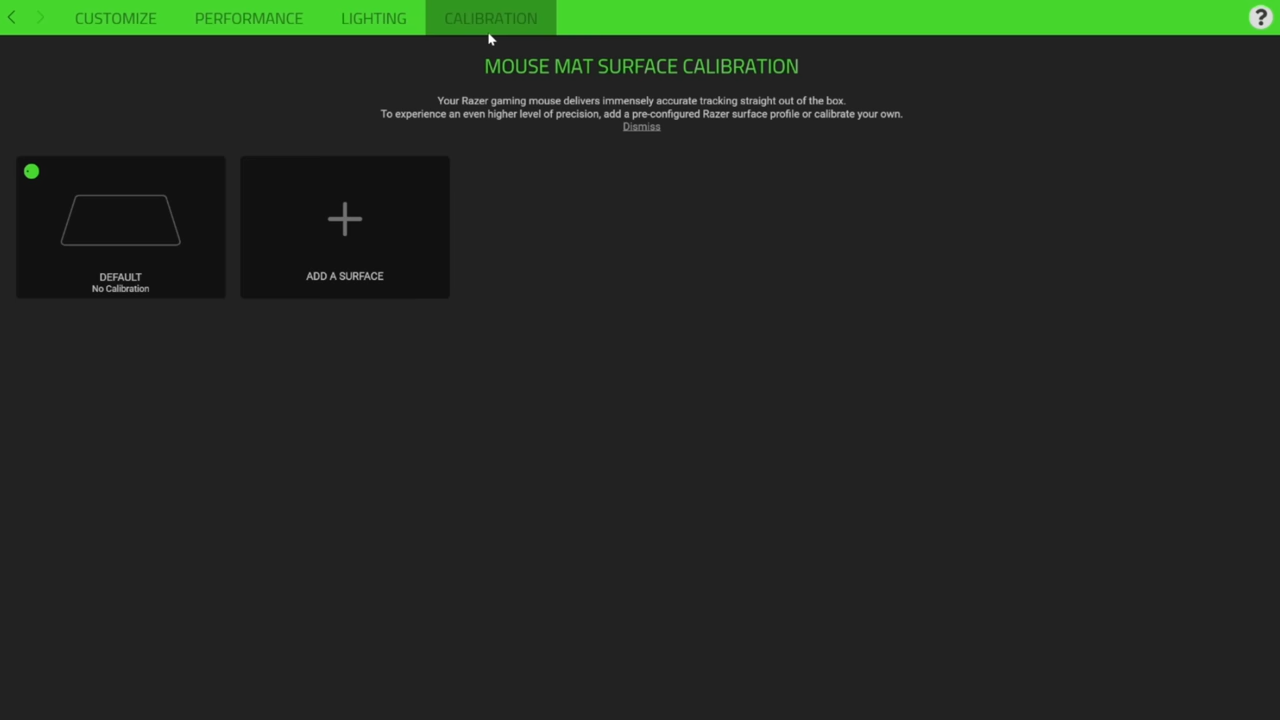 CUSTOMIZE PERFORMANCE LIGHTING CALIBRATION ?
MOUSE MAT SURFACE CALIBRATION
Your Razer gaming mouse delivers immensely accurate tracking straight out of the box.
To experience an even higher level of precision, add a pre-configured Razer surface profile or calibrate your own.
Dismiss
DEFAULT
No Calibration
ADD A SURFACE